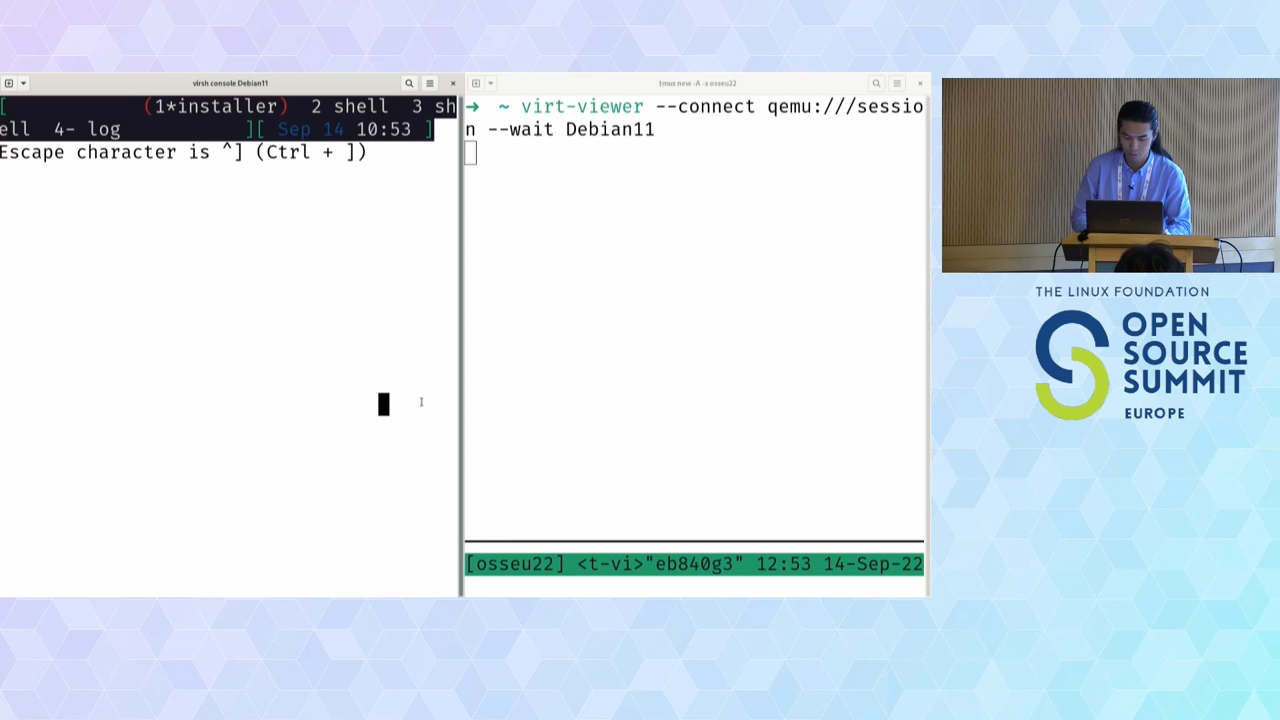 virsh console Debian11
[ (1*installer) 2 shell 3 sh
ell 4- log ][ Sep 14 10:53 ]
Escape character is ^] (Ctrl + ])
tmux new -A -s osseu22
➜ ~ virt-viewer --connect qemu:///sessio
n --wait Debian11
[osseu22] <t-vi>"eb840g3" 12:53 14-Sep-22
THE LINUX FOUNDATION
OPEN
SOURCE
SUMMIT
EUROPE